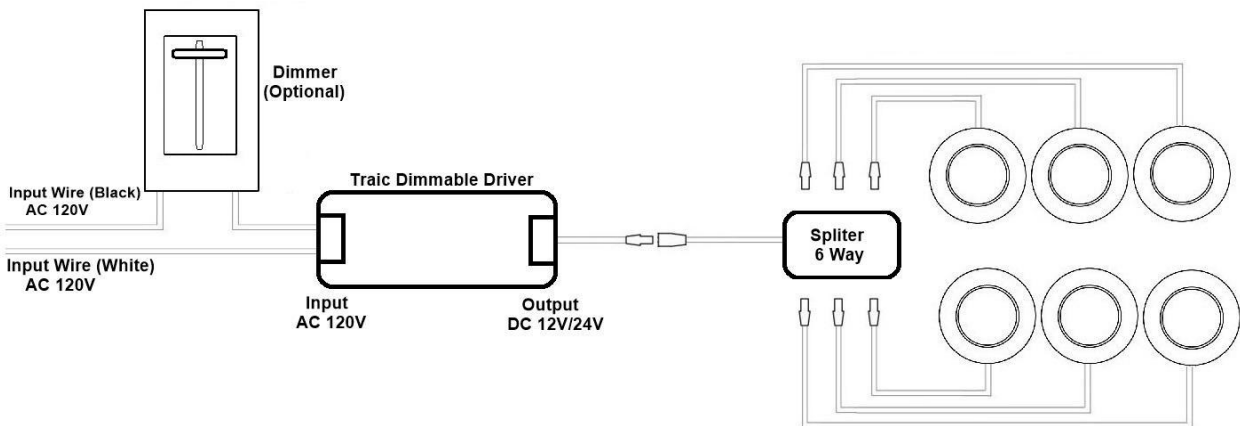 Dimmer
(Optional)
Input Wire (Black)
AC 120V
Traic Dimmable Driver
Input Wire (White)
AC 120V
Input
AC 120V
Output
DC 12V/24V
Spliter
6 Way